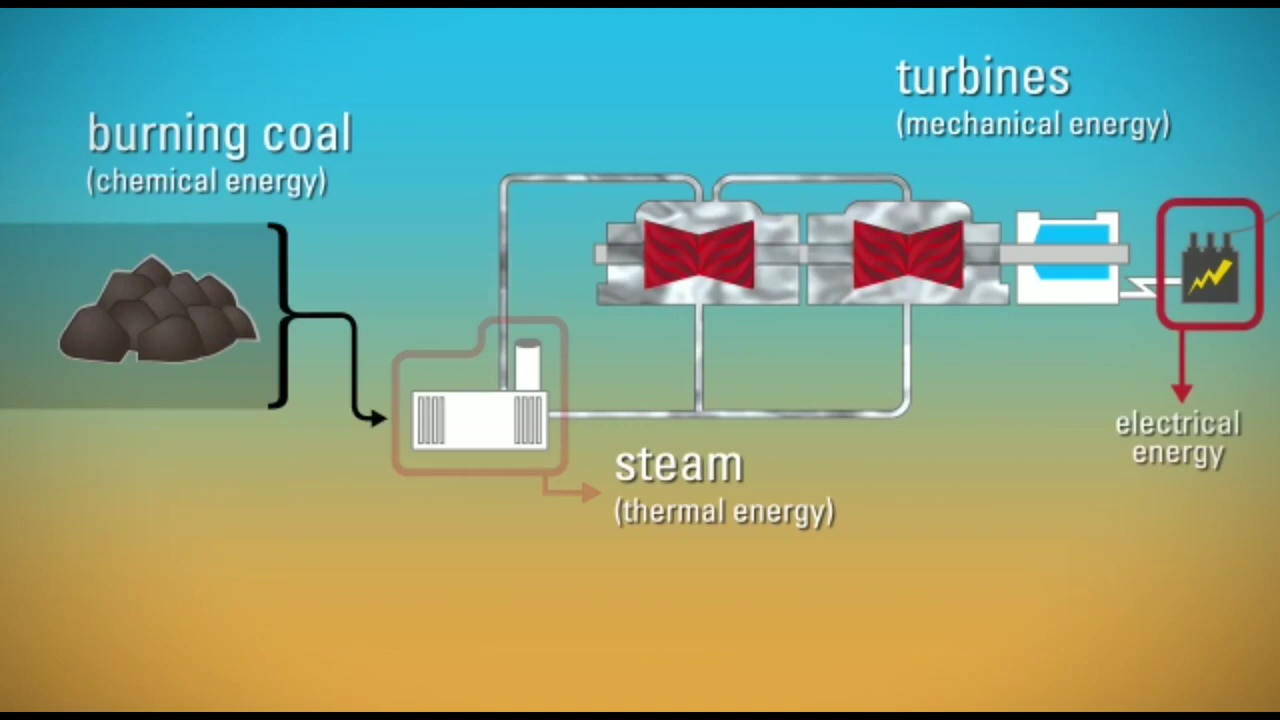 turbines
(mechanical energy)
burning coal
(chemical energy)
electrical
energy
steam
(thermal energy)